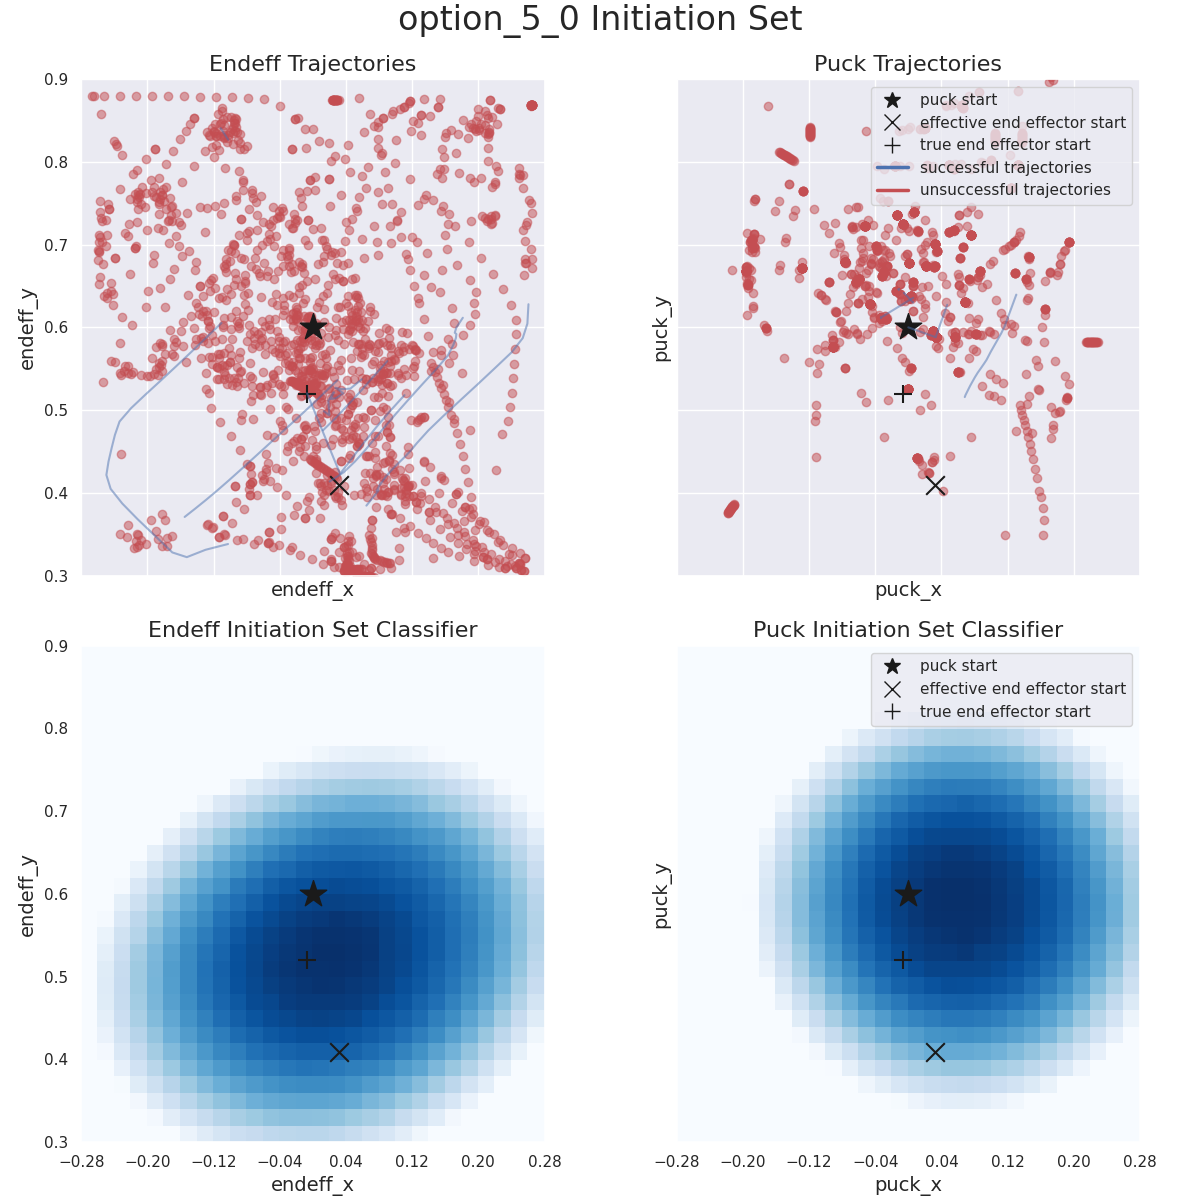 option_5_0 Initiation Set
Endeff Trajectories
Puck Trajectories
0.9
0.8
0.7
0.6
0.5
0.4
0.3
endeff_y
endeff_x
puck_y
puck_x
puck start
effective end effector start
true end effector start
successful trajectories
unsuccessful trajectories
Endeff Initiation Set Classifier
Puck Initiation Set Classifier
0.9
0.8
0.7
0.6
0.5
0.4
0.3
endeff_y
−0.28 −0.20 −0.12 −0.04 0.04 0.12 0.20 0.28
endeff_x
puck_y
puck start
effective end effector start
true end effector start
−0.28 −0.20 −0.12 −0.04 0.04 0.12 0.20 0.28
puck_x